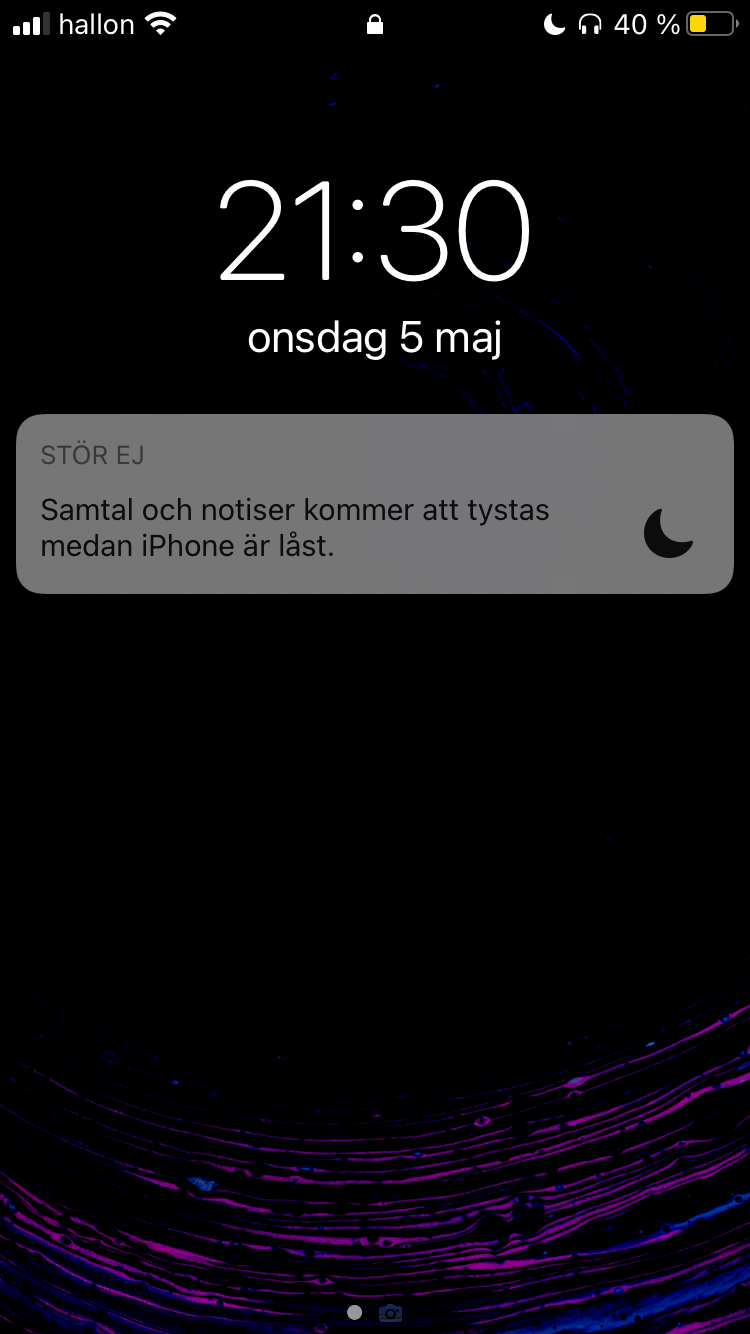 hallon 40 %
21:30
onsdag 5 maj
STÖR EJ
Samtal och notiser kommer att tystas
medan iPhone är låst.